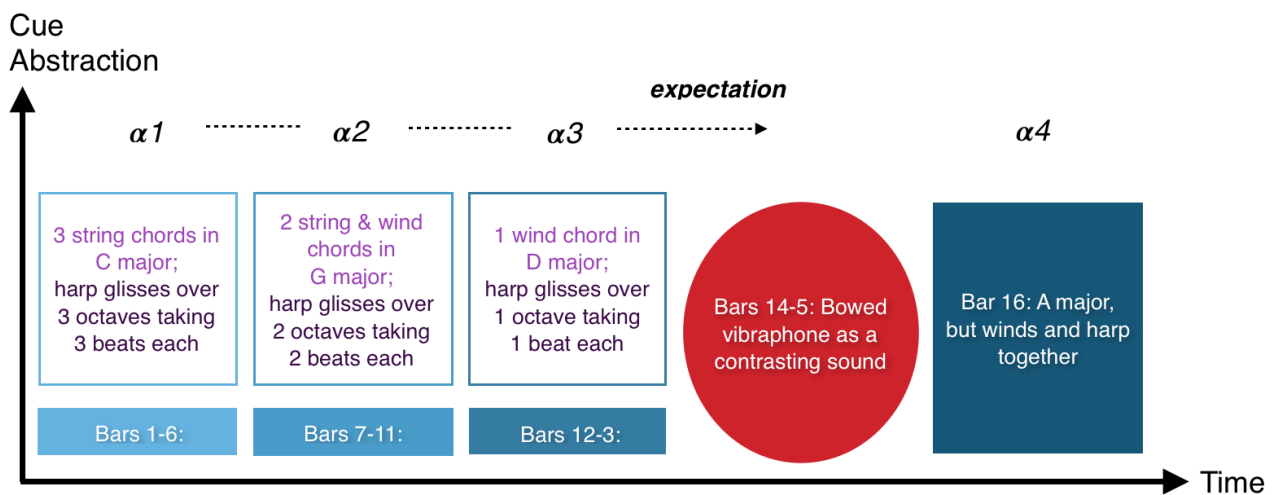 Cue
Abstraction
expectation
α1
α2
α3
α4
3 string chords in
C major;
harp glisses over
3 octaves taking
3 beats each
2 string & wind
chords in
G major;
harp glisses over
2 octaves taking
2 beats each
1 wind chord in
D major;
harp glisses over
1 octave taking
1 beat each
Bars 14-5: Bowed
vibraphone as a
contrasting sound
Bar 16: A major,
but winds and harp
together
Bars 1-6:
Bars 7-11:
Bars 12-3:
Time